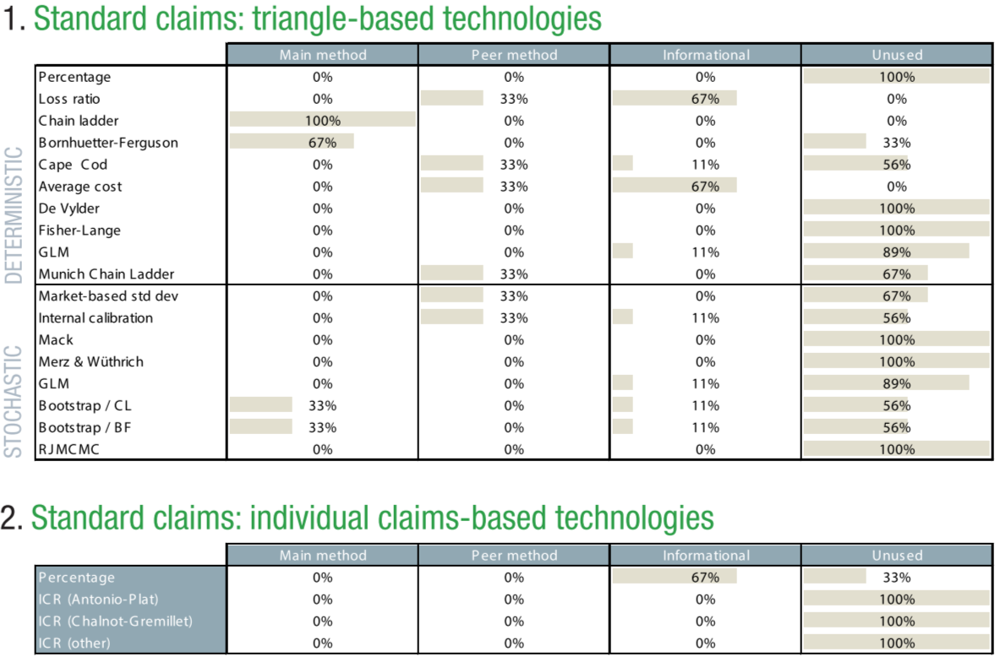 1. Standard claims: triangle-based technologies
Main method Peer method Informational Unused
DETERMINISTIC
Percentage 0% 0% 0% 100%
Loss ratio 0% 33% 67% 0%
Chain ladder 100% 0% 0% 0%
Bornhuetter-Ferguson 67% 0% 0% 33%
Cape Cod 0% 33% 11% 56%
Average cost 0% 33% 67% 0%
De Vylder 0% 0% 0% 100%
Fisher-Lange 0% 0% 0% 100%
GLM 0% 0% 11% 89%
Munich Chain Ladder 0% 33% 0% 67%
STOCHASTIC
Market-based std dev 0% 33% 0% 67%
Internal calibration 0% 33% 11% 56%
Mack 0% 0% 0% 100%
Merz & Wüthrich 0% 0% 0% 100%
GLM 0% 0% 11% 89%
Bootstrap / CL 33% 0% 11% 56%
Bootstrap / BF 33% 0% 11% 56%
RJMCMC 0% 0% 0% 100%
2. Standard claims: individual claims-based technologies
Main method Peer method Informational Unused
Percentage 0% 0% 67% 33%
ICR (Antonio-Plat) 0% 0% 0% 100%
ICR (Chalnot-Gremillet) 0% 0% 0% 100%
ICR (other) 0% 0% 0% 100%